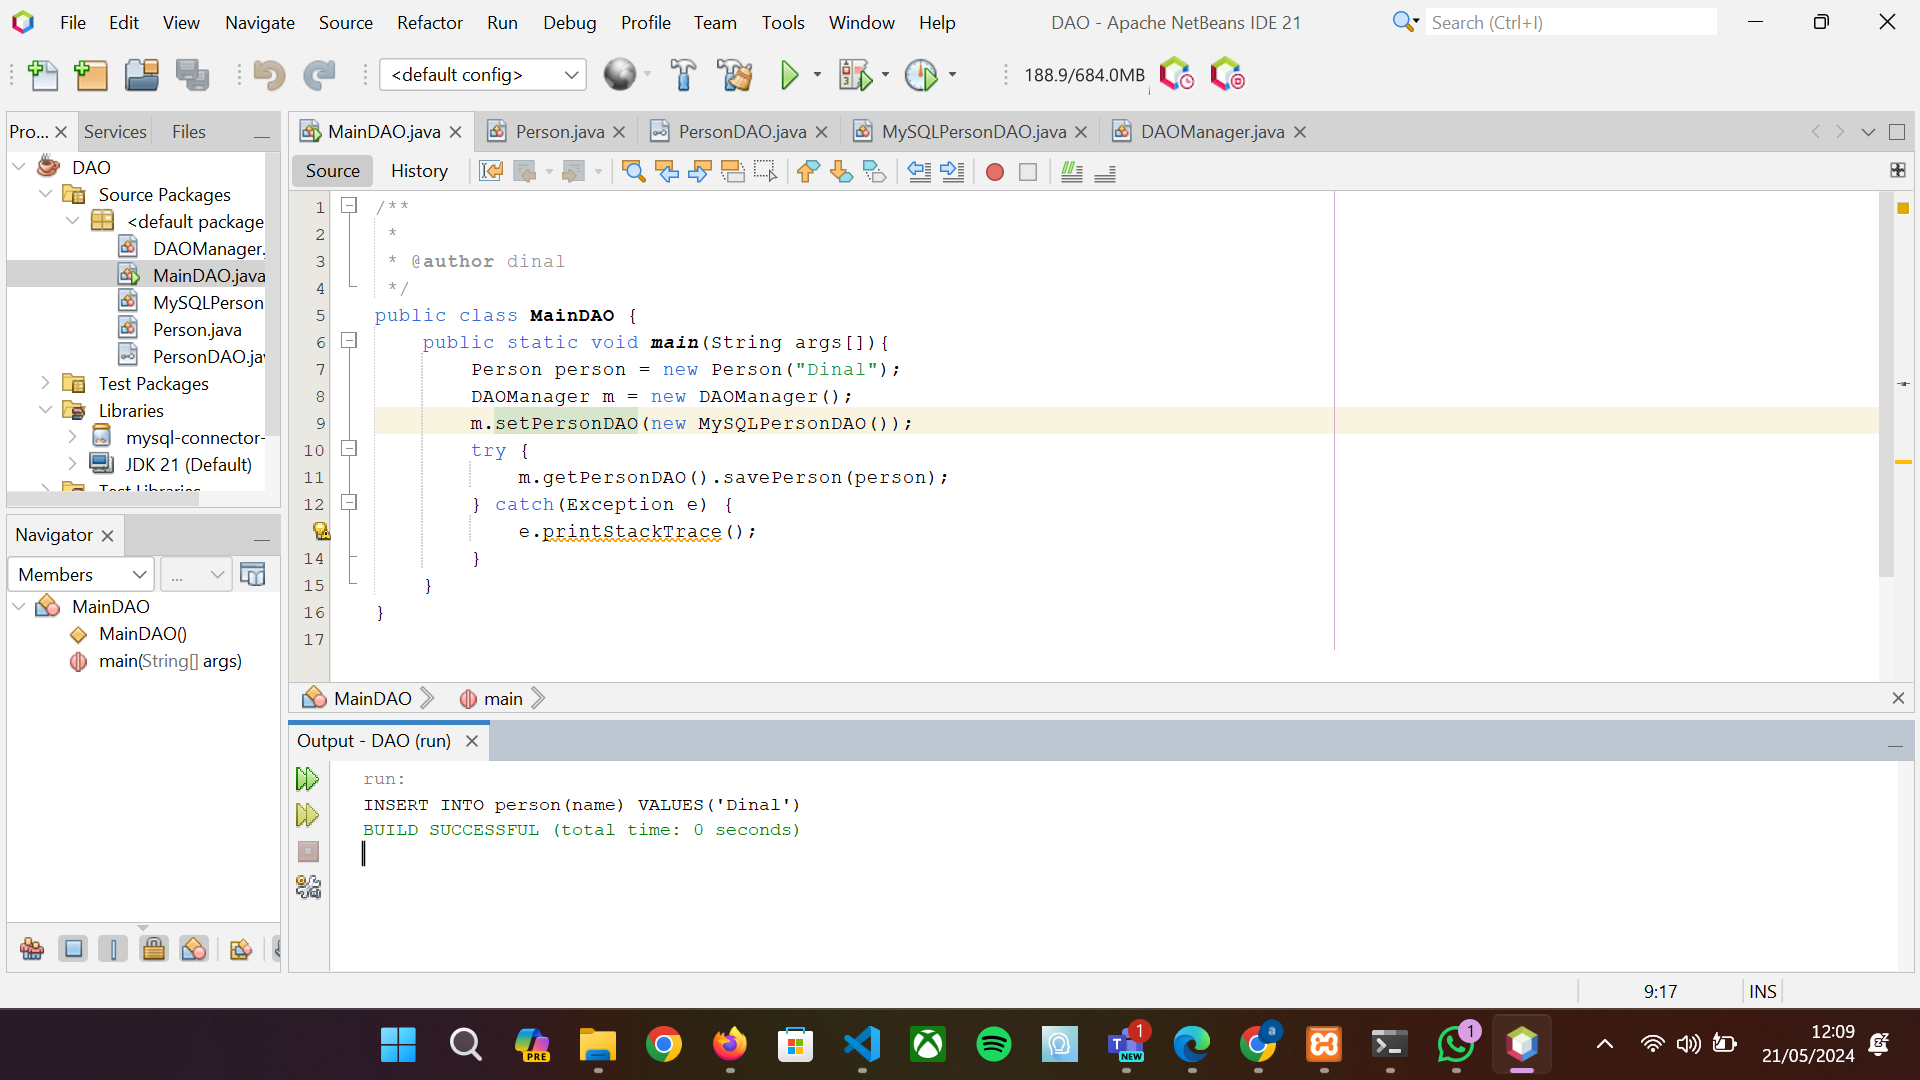 File Edit View Navigate Source Refactor Run Debug Profile Team Tools Window Help DAO - Apache NetBeans IDE 21 Search (Ctrl+I)
<default config> 188.9/684.0MB
Pro... Services Files
DAO
Source Packages
<default package
DAOManager.
MainDAO.java
MySQLPerson
Person.java
PersonDAO.ja
Test Packages
Libraries
mysql-connector-
JDK 21 (Default)
Test Libraries
Navigator
Members ...
MainDAO
MainDAO()
main(String[] args)
MainDAO.java Person.java PersonDAO.java MySQLPersonDAO.java DAOManager.java
Source History
1 /**
2 *
3 * @author dinal
4 */
5 public class MainDAO {
6 public static void main(String args[]){
7 Person person = new Person("Dinal");
8 DAOManager m = new DAOManager();
9 m.setPersonDAO(new MySQLPersonDAO());
10 try {
11 m.getPersonDAO().savePerson(person);
12 } catch(Exception e) {
e.printStackTrace();
14 }
15 }
16 }
17
MainDAO main
Output - DAO (run)
run:
INSERT INTO person(name) VALUES('Dinal')
BUILD SUCCESSFUL (total time: 0 seconds)
9:17 INS
PRE
NEW
1
a
1
12:09
21/05/2024